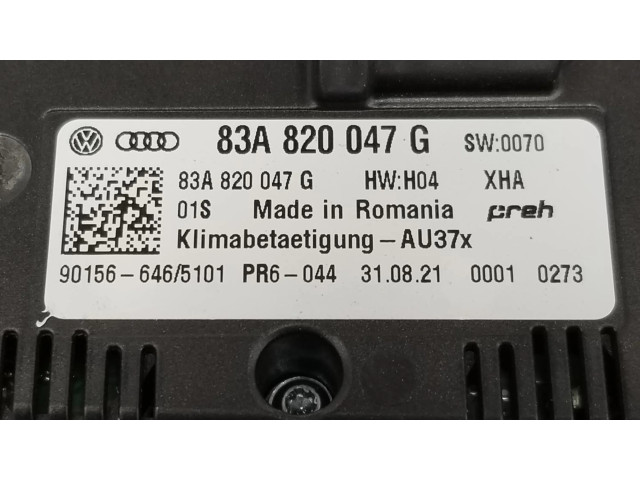 83A 820 047 G SW:0070
83A 820 047 G HW:H04 XHA
01S Made in Romania preh
Klimabetaetigung-AU37x
90156-646/5101 PR6-044 31.08.21 0001 0273